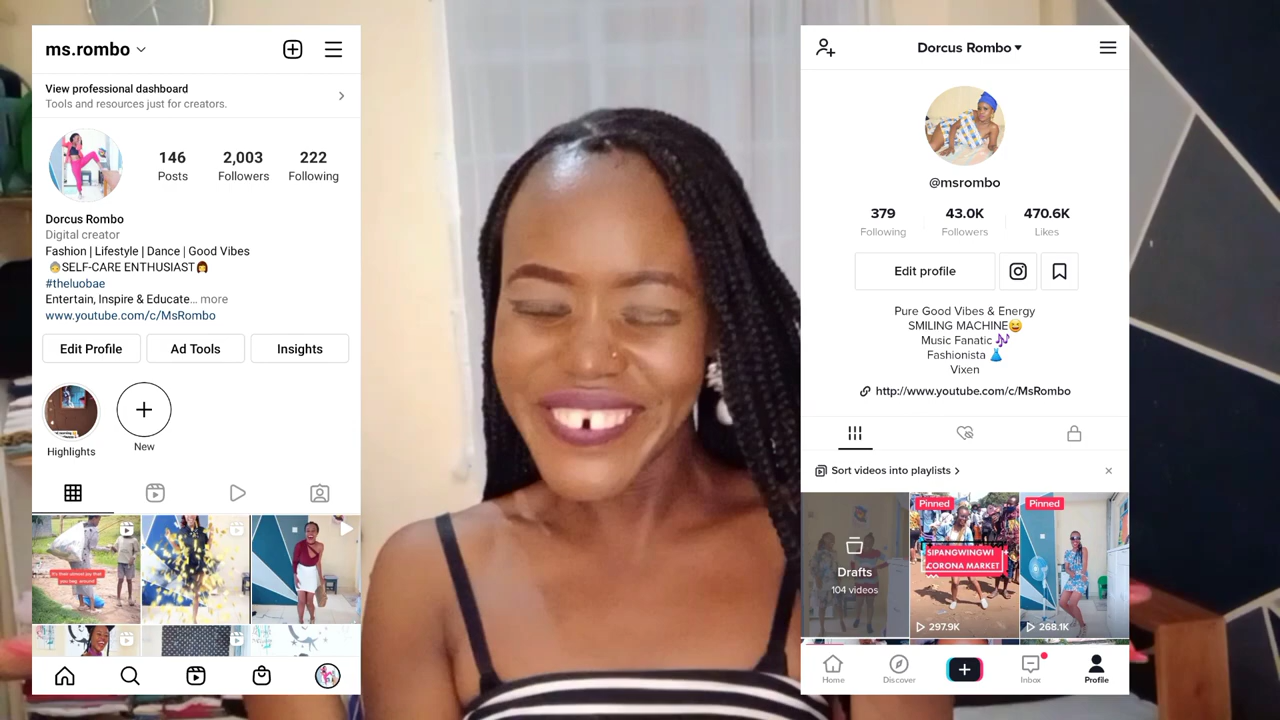 ms.rombo
View professional dashboard
Tools and resources just for creators.
146
2,003
222
Posts
Followers
Following
Dorcus Rombo
Digital creator
Fashion | Lifestyle | Dance | Good Vibes
🧖SELF-CARE ENTHUSIAST💆
#theluobae
Entertain, Inspire & Educate... more
www.youtube.com/c/MsRombo
Edit Profile
Ad Tools
Insights
Highlights
New
Dorcus Rombo
@msrombo
379
43.0K
470.6K
Following
Followers
Likes
Edit profile
Pure Good Vibes & Energy
SMILING MACHINE😄
Music Fanatic 🎶
Fashionista 👗
Vixen
http://www.youtube.com/c/MsRombo
Sort videos into playlists
Drafts
104 videos
Pinned
SIPANGWINGWI
CORONA MARKET
297.9K
Pinned
268.1K
Home
Discover
Inbox
Profile